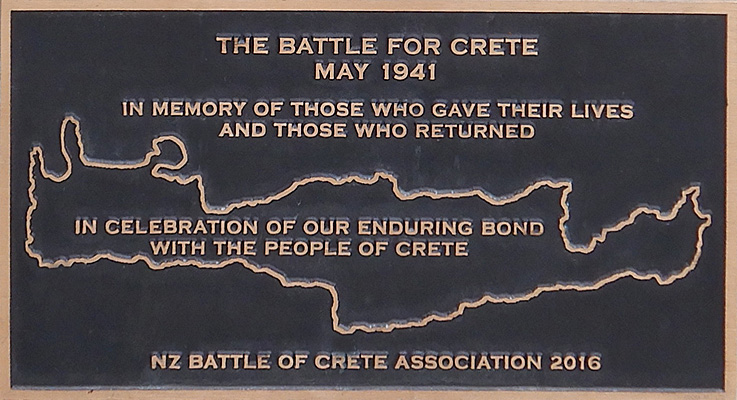 THE BATTLE FOR CRETE
MAY 1941
IN MEMORY OF THOSE WHO GAVE THEIR LIVES
AND THOSE WHO RETURNED
IN CELEBRATION OF OUR ENDURING BOND
WITH THE PEOPLE OF CRETE
NZ BATTLE OF CRETE ASSOCIATION 2016